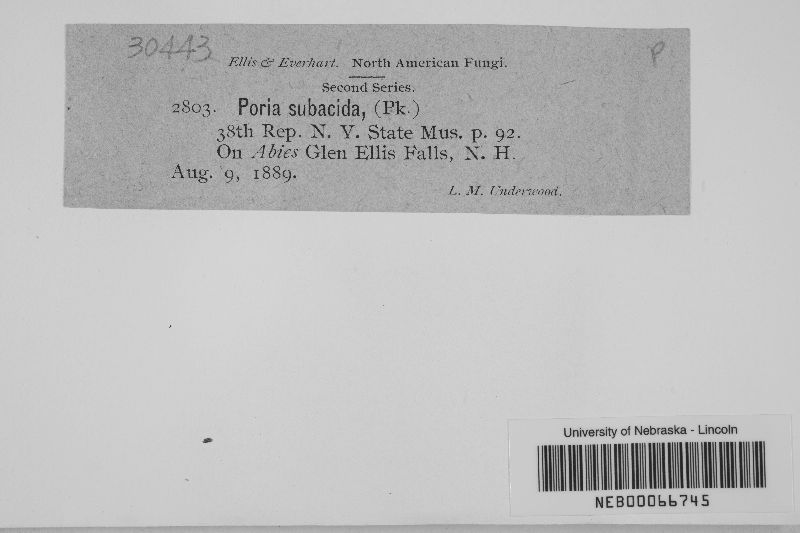 30443 P
Ellis & Everhart. North American Fungi.
Second Series.
2803. Poria subacida, (Pk.)
38th Rep. N. Y. State Mus. p. 92.
On Abies Glen Ellis Falls, N. H.
Aug. 9, 1889.
L. M. Underwood.
University of Nebraska - Lincoln
NEB00066745